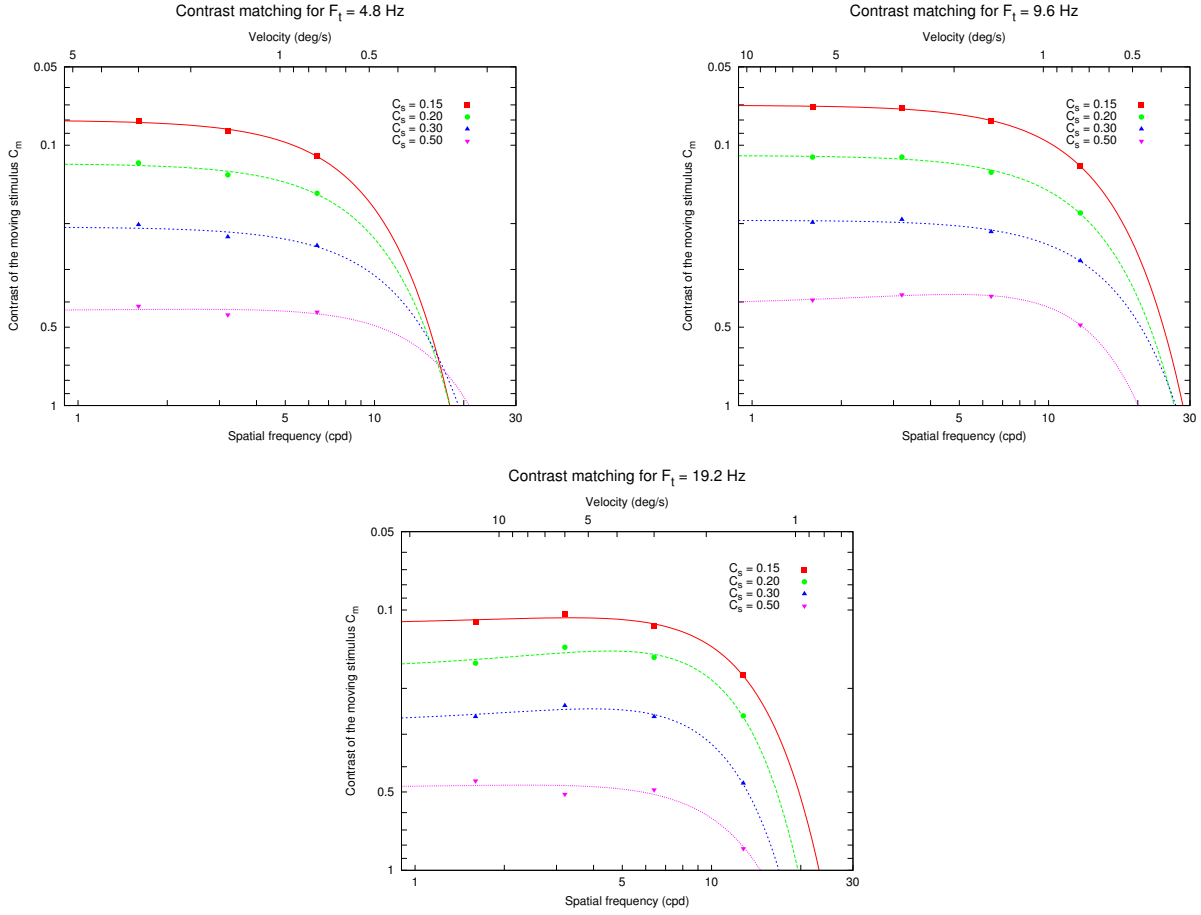 Contrast matching for F_t = 4.8 Hz
Velocity (deg/s)
5 1 0.5
0.05
0.1
0.5
1
Contrast of the moving stimulus C_m
C_s = 0.15
C_s = 0.20
C_s = 0.30
C_s = 0.50
1 5 10 30
Spatial frequency (cpd)
Contrast matching for F_t = 9.6 Hz
Velocity (deg/s)
10 5 1 0.5
0.05
0.1
0.5
1
Contrast of the moving stimulus C_m
C_s = 0.15
C_s = 0.20
C_s = 0.30
C_s = 0.50
1 5 10 30
Spatial frequency (cpd)
Contrast matching for F_t = 19.2 Hz
Velocity (deg/s)
10 5 1
0.05
0.1
0.5
1
Contrast of the moving stimulus C_m
C_s = 0.15
C_s = 0.20
C_s = 0.30
C_s = 0.50
1 5 10 30
Spatial frequency (cpd)